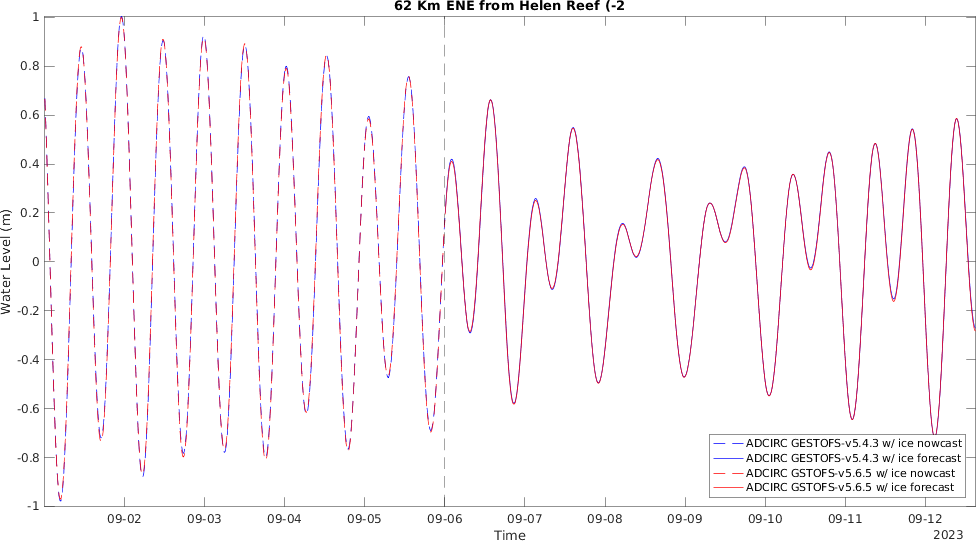 62 Km ENE from Helen Reef (-2
Water Level (m)
1
0.8
0.6
0.4
0.2
0
-0.2
-0.4
-0.6
-0.8
-1
09-02 09-03 09-04 09-05 09-06 09-07 09-08 09-09 09-10 09-11 09-12
Time
2023
ADCIRC GESTOFS-v5.4.3 w/ ice nowcast
ADCIRC GESTOFS-v5.4.3 w/ ice forecast
ADCIRC GSTOFS-v5.6.5 w/ ice nowcast
ADCIRC GSTOFS-v5.6.5 w/ ice forecast